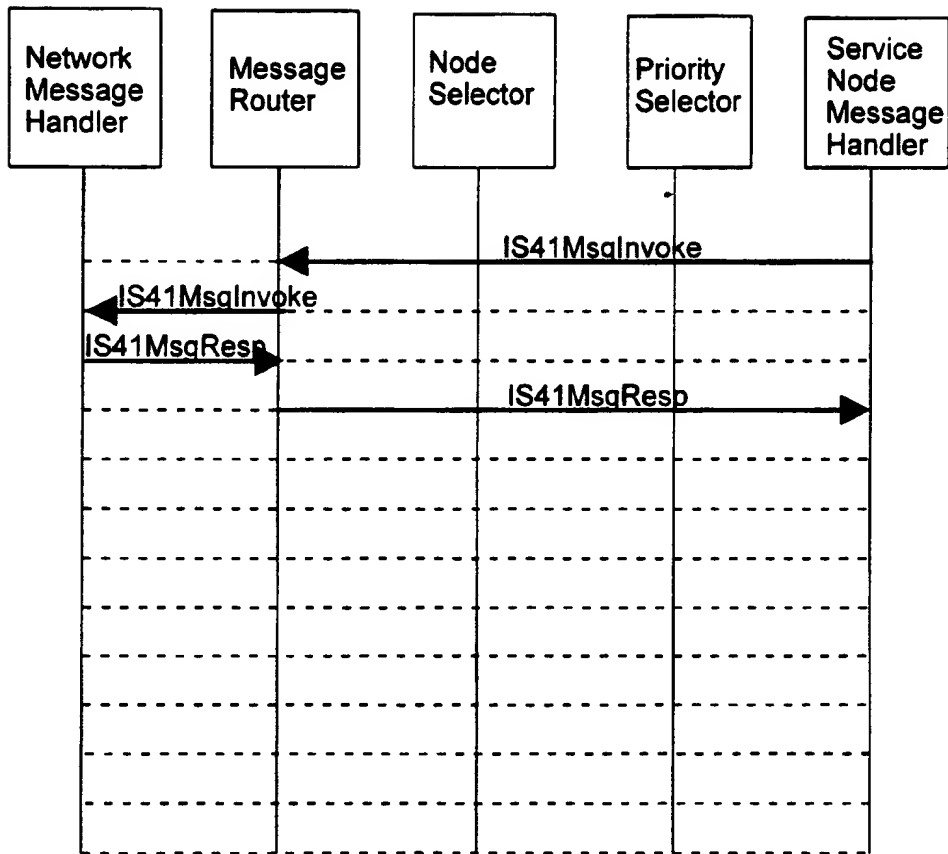 Network
Message
Handler
Message
Router
Node
Selector
Priority
Selector
Service
Node
Message
Handler
IS41MsgInvoke
IS41MsgInvoke
IS41MsgResp
IS41MsgResp